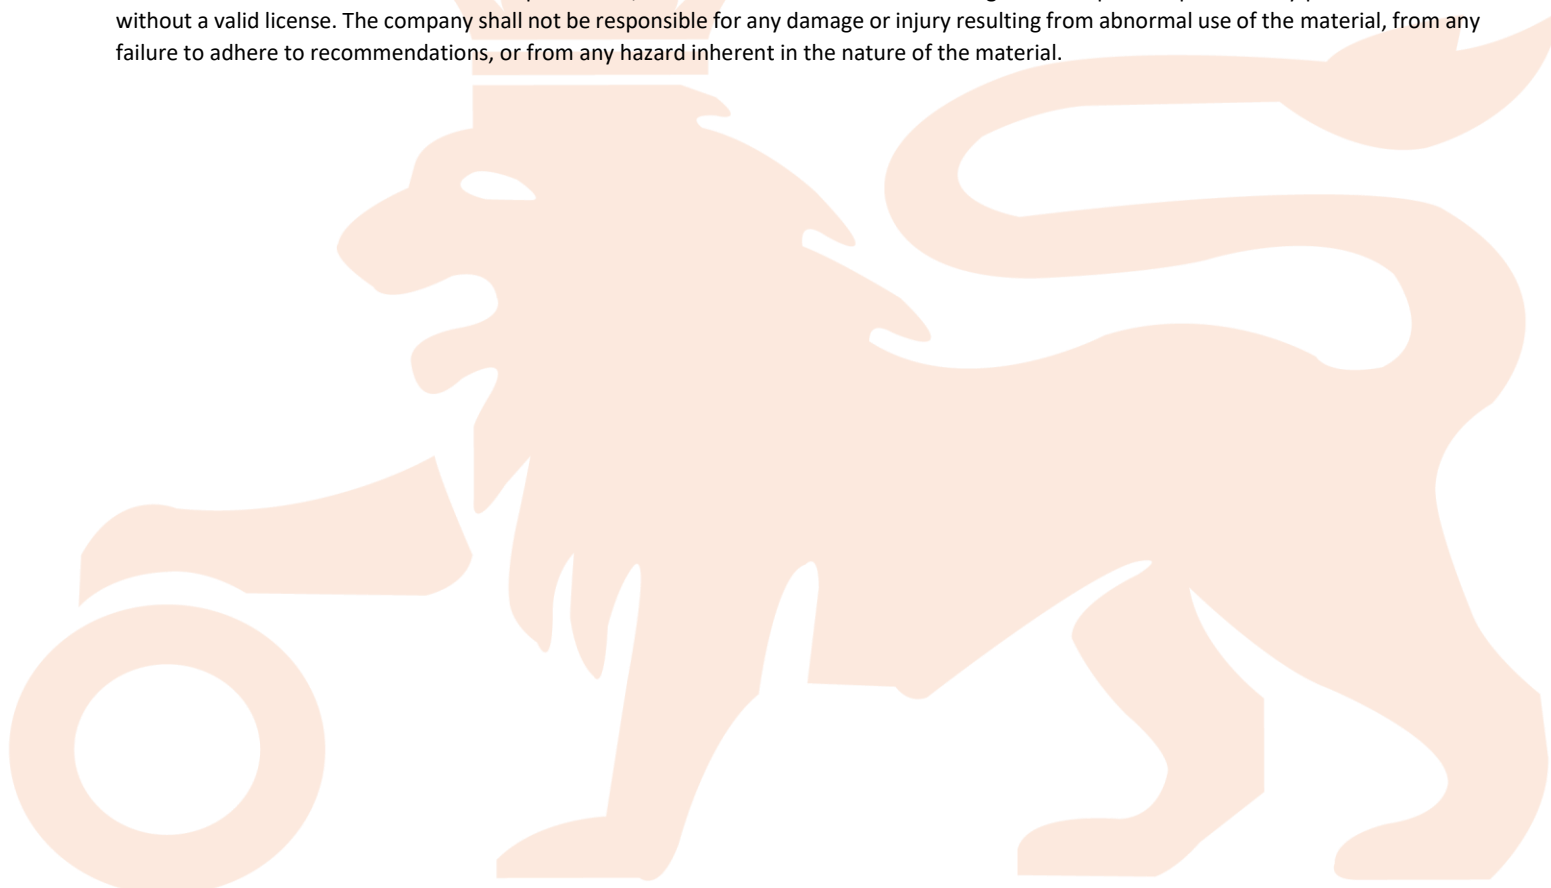 without a valid license. The company shall not be responsible for any damage or injury resulting from abnormal use of the material, from any
failure to adhere to recommendations, or from any hazard inherent in the nature of the material.